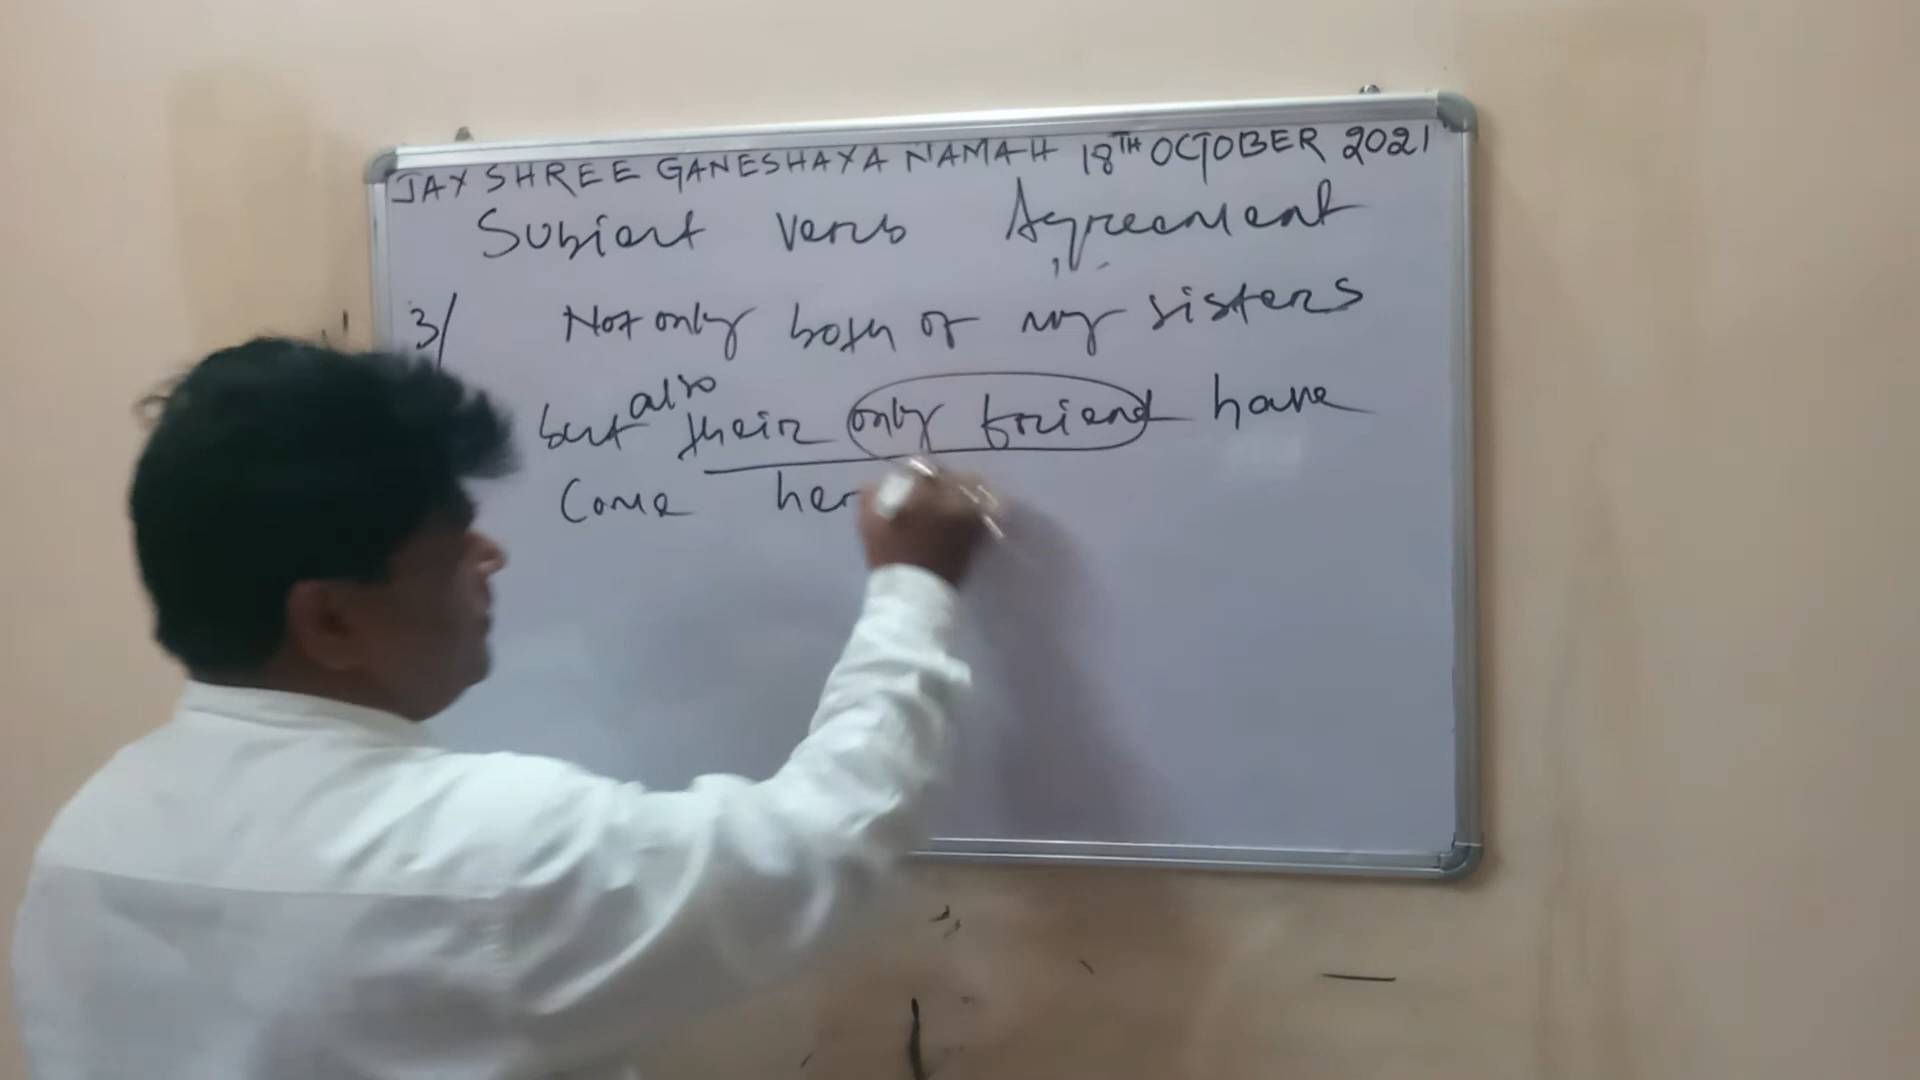 JAY SHREE GANESHAYA NAMAH 18TH OCTOBER 2021
Subject verb Agreement
3/ Not only both of my sisters
but also their only friend have
Come her